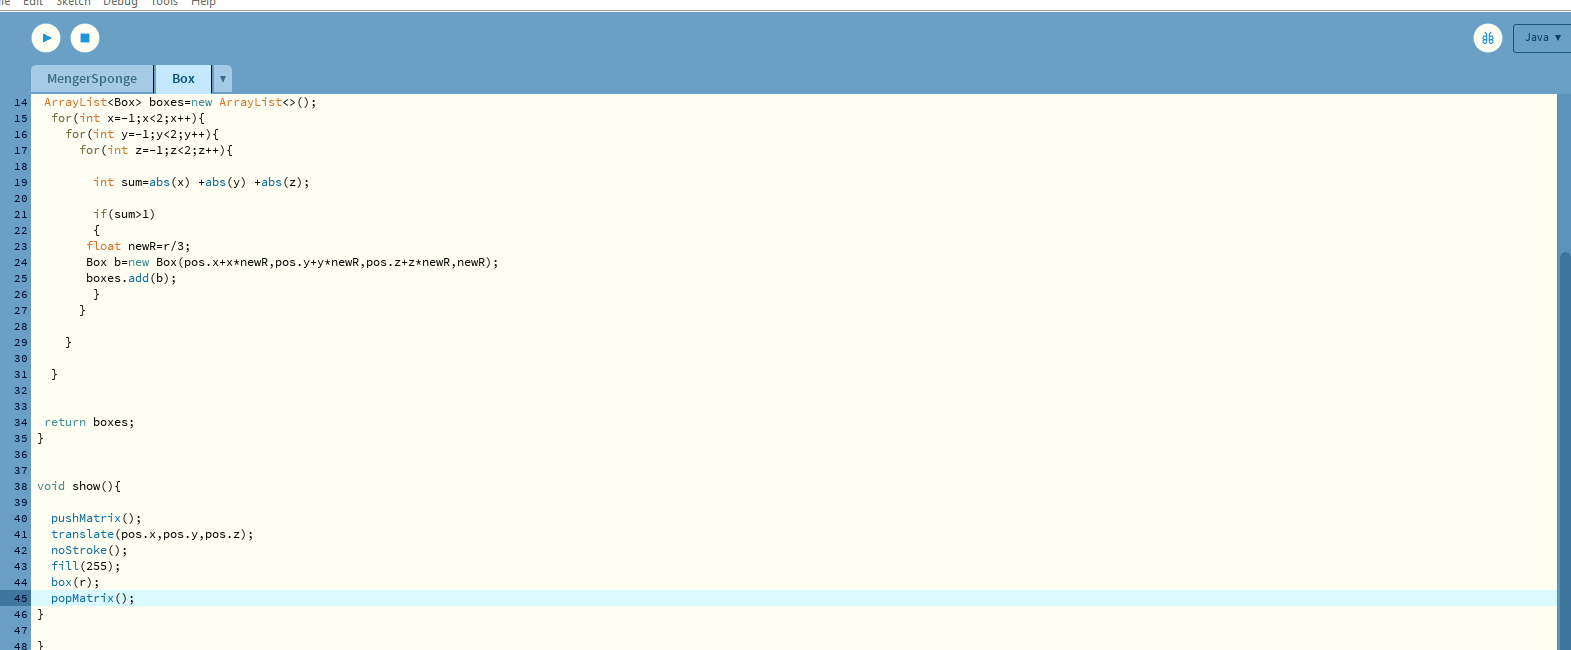 Edit Sketch Debug Tools Help
Java ▼
MengerSponge Box ▼
14 ArrayList<Box> boxes=new ArrayList<>();
15 for(int x=-1;x<2;x++){
16 for(int y=-1;y<2;y++){
17 for(int z=-1;z<2;z++){
18
19 int sum=abs(x) +abs(y) +abs(z);
20
21 if(sum>1)
22 {
23 float newR=r/3;
24 Box b=new Box(pos.x+x*newR,pos.y+y*newR,pos.z+z*newR,newR);
25 boxes.add(b);
26 }
27 }
28
29 }
30
31 }
32
33
34 return boxes;
35 }
36
37
38 void show(){
39
40 pushMatrix();
41 translate(pos.x,pos.y,pos.z);
42 noStroke();
43 fill(255);
44 box(r);
45 popMatrix();
46 }
47
48 }